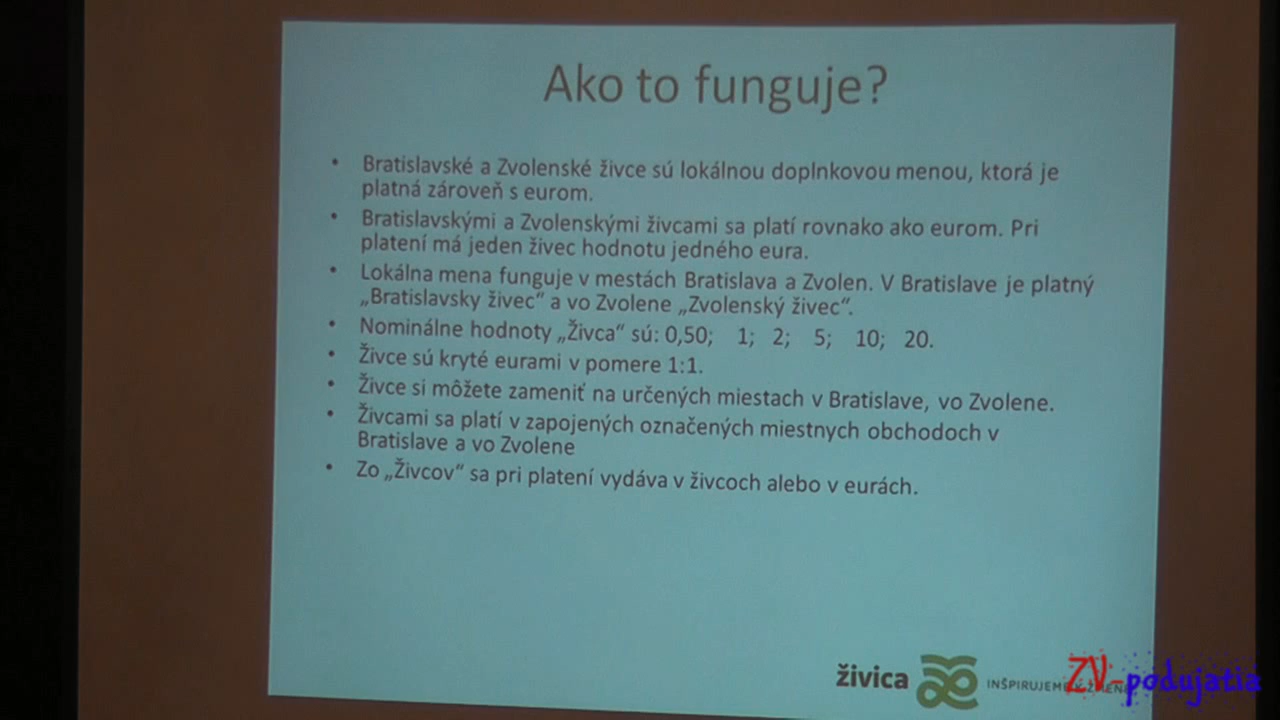 Ako to funguje?
• Bratislavské a Zvolenské živce sú lokálnou doplnkovou menou, ktorá je
platná zároveň s eurom.
• Bratislavskými a Zvolenskými živcami sa platí rovnako ako eurom. Pri
platení má jeden živec hodnotu jedného eura.
• Lokálna mena funguje v mestách Bratislava a Zvolen. V Bratislave je platný
„Bratislavsky živec“ a vo Zvolene „Zvolenský živec“.
• Nominálne hodnoty „Živca“ sú: 0,50; 1; 2; 5; 10; 20.
• Živce sú kryté eurami v pomere 1:1.
• Živce si môžete zameniť na určených miestach v Bratislave, vo Zvolene.
• Živcami sa platí v zapojených označených miestnych obchodoch v
Bratislave a vo Zvolene
• Zo „Živcov“ sa pri platení vydáva v živcoch alebo v eurách.
živica
ZV-podujatia